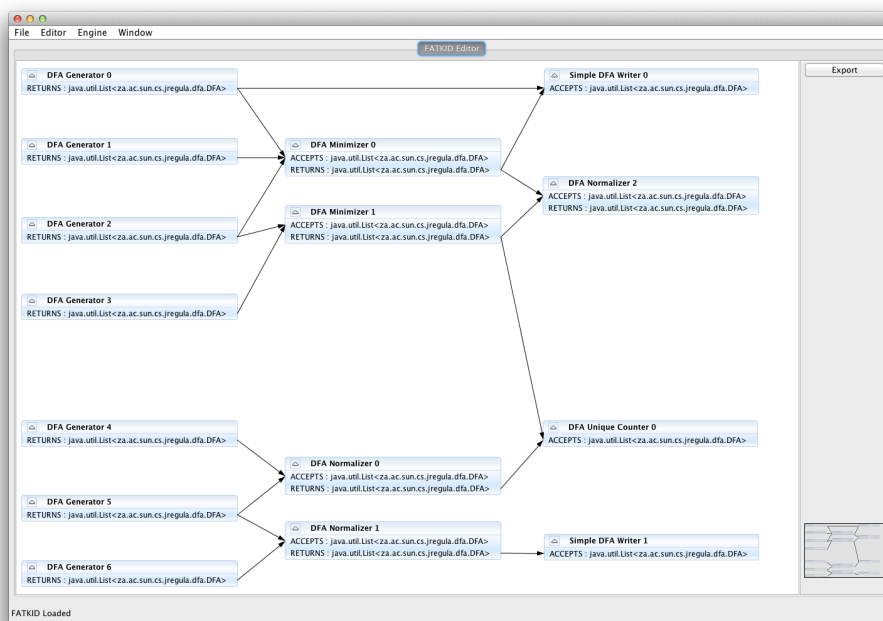 File Editor Engine Window
FATKID Editor
DFA Generator 0
RETURNS : java.util.List<za.ac.sun.cs.jregula.dfa.DFA>
Simple DFA Writer 0
ACCEPTS : java.util.List<za.ac.sun.cs.jregula.dfa.DFA>
Export
DFA Generator 1
RETURNS : java.util.List<za.ac.sun.cs.jregula.dfa.DFA>
DFA Minimizer 0
ACCEPTS : java.util.List<za.ac.sun.cs.jregula.dfa.DFA>
RETURNS : java.util.List<za.ac.sun.cs.jregula.dfa.DFA>
DFA Normalizer 2
ACCEPTS : java.util.List<za.ac.sun.cs.jregula.dfa.DFA>
RETURNS : java.util.List<za.ac.sun.cs.jregula.dfa.DFA>
DFA Generator 2
RETURNS : java.util.List<za.ac.sun.cs.jregula.dfa.DFA>
DFA Minimizer 1
ACCEPTS : java.util.List<za.ac.sun.cs.jregula.dfa.DFA>
RETURNS : java.util.List<za.ac.sun.cs.jregula.dfa.DFA>
DFA Generator 3
RETURNS : java.util.List<za.ac.sun.cs.jregula.dfa.DFA>
DFA Generator 4
RETURNS : java.util.List<za.ac.sun.cs.jregula.dfa.DFA>
DFA Unique Counter 0
ACCEPTS : java.util.List<za.ac.sun.cs.jregula.dfa.DFA>
DFA Normalizer 0
ACCEPTS : java.util.List<za.ac.sun.cs.jregula.dfa.DFA>
RETURNS : java.util.List<za.ac.sun.cs.jregula.dfa.DFA>
DFA Generator 5
RETURNS : java.util.List<za.ac.sun.cs.jregula.dfa.DFA>
DFA Normalizer 1
ACCEPTS : java.util.List<za.ac.sun.cs.jregula.dfa.DFA>
RETURNS : java.util.List<za.ac.sun.cs.jregula.dfa.DFA>
Simple DFA Writer 1
ACCEPTS : java.util.List<za.ac.sun.cs.jregula.dfa.DFA>
DFA Generator 6
RETURNS : java.util.List<za.ac.sun.cs.jregula.dfa.DFA>
FATKID Loaded